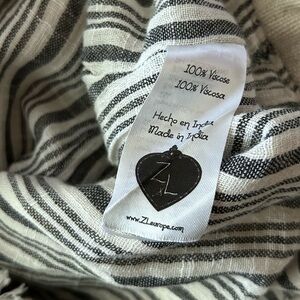 100% Viscose
100% Viscosa
Hecho en India
Made in India
ZL
www.ZLeurope.com